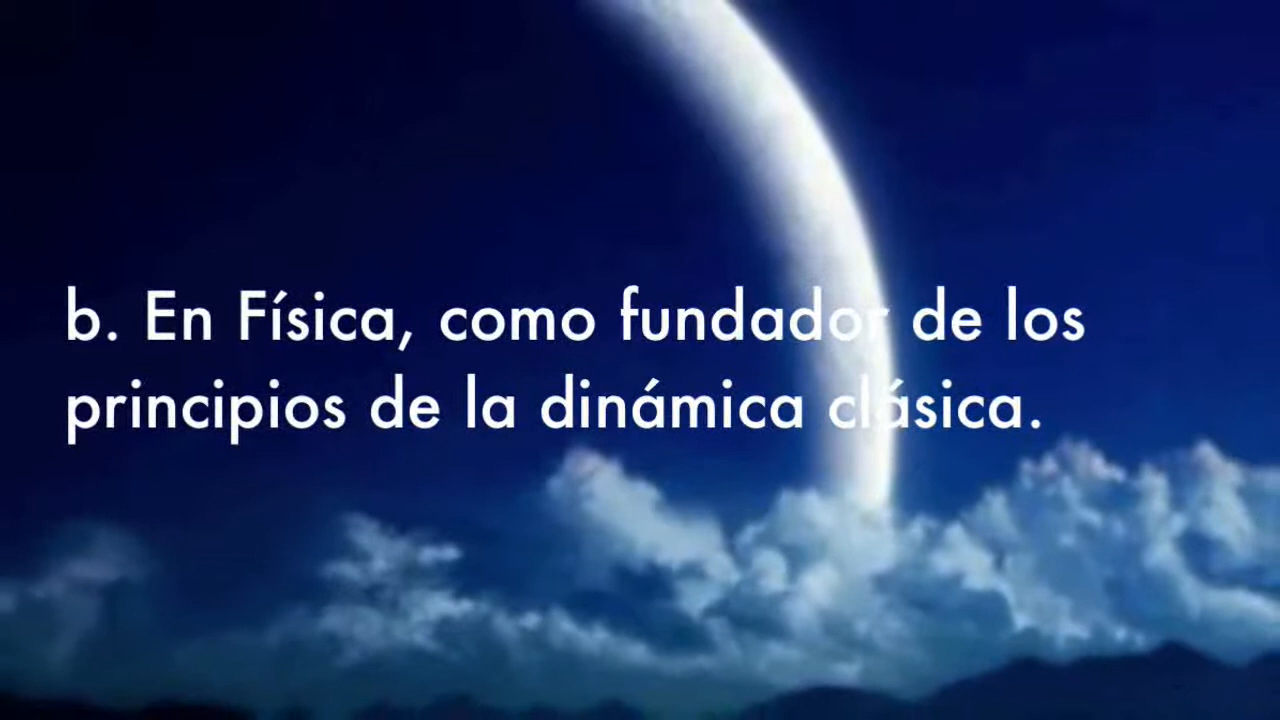 b. En Física, como fundador de los
principios de la dinámica clásica.